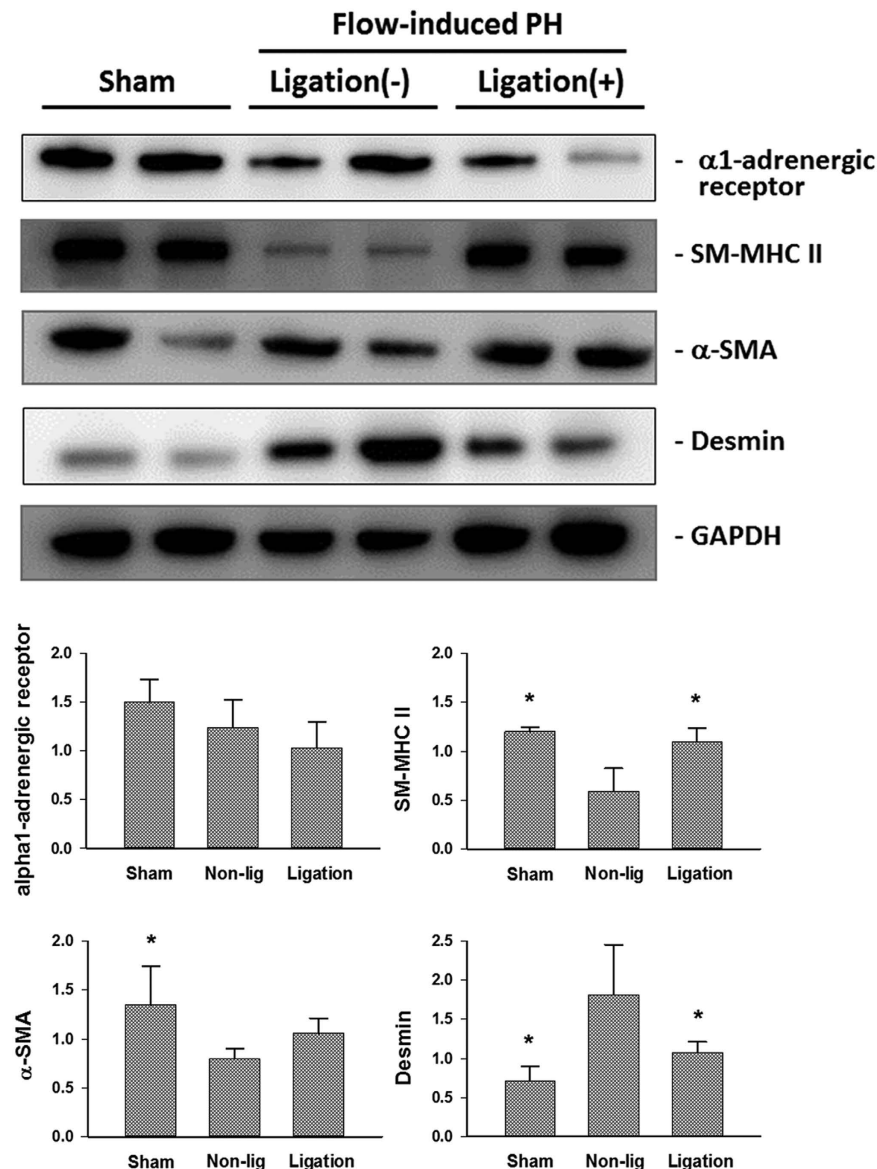 Flow-induced PH
Sham Ligation(-) Ligation(+)
- α1-adrenergic
receptor
- SM-MHC II
- α-SMA
- Desmin
- GAPDH
alpha1-adrenergic receptor
2.0
1.5
1.0
0.5
0.0
Sham Non-lig Ligation
SM-MHC II
2.0
1.5
1.0
0.5
0.0
* *
Sham Non-lig Ligation
α-SMA
2.0
1.5
1.0
0.5
0.0
*
Sham Non-lig Ligation
Desmin
2.5
2.0
1.5
1.0
0.5
0.0
* *
Sham Non-lig Ligation